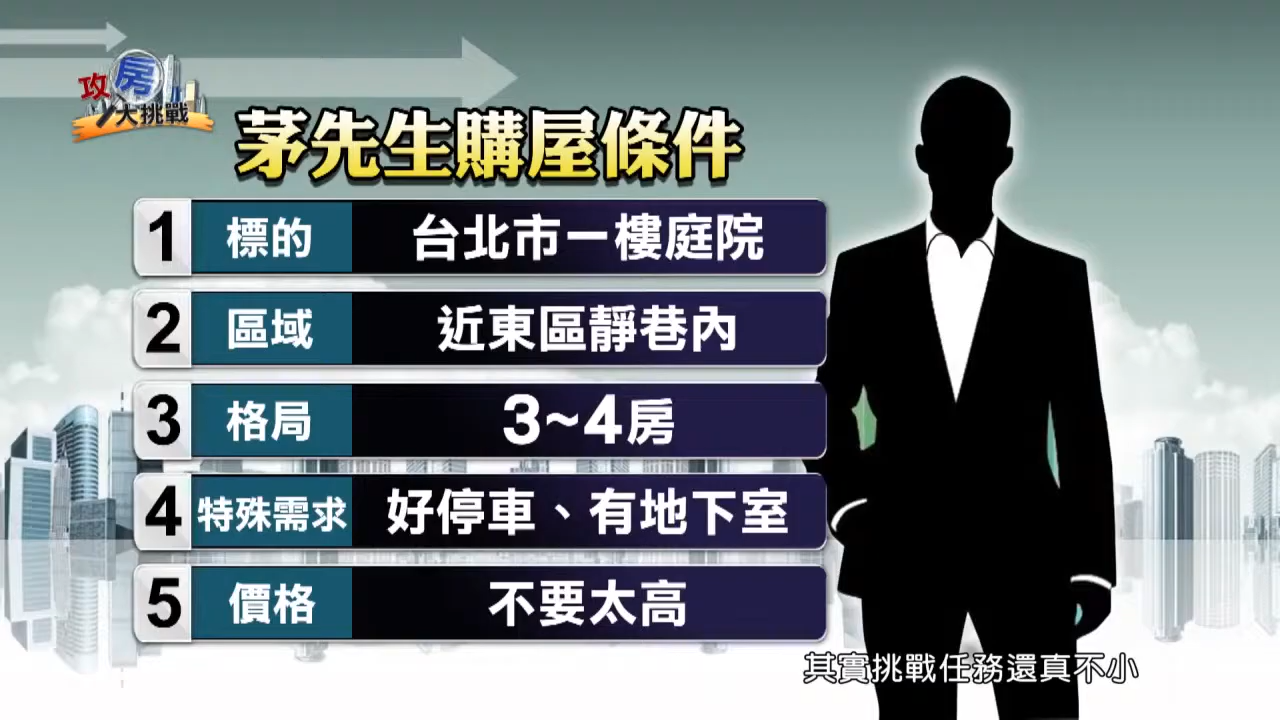 攻房大挑戰
茅先生購屋條件
1 標的 台北市一樓庭院
2 區域 近東區靜巷內
3 格局 3~4房
4 特殊需求 好停車、有地下室
5 價格 不要太高
其實挑戰任務還真不小